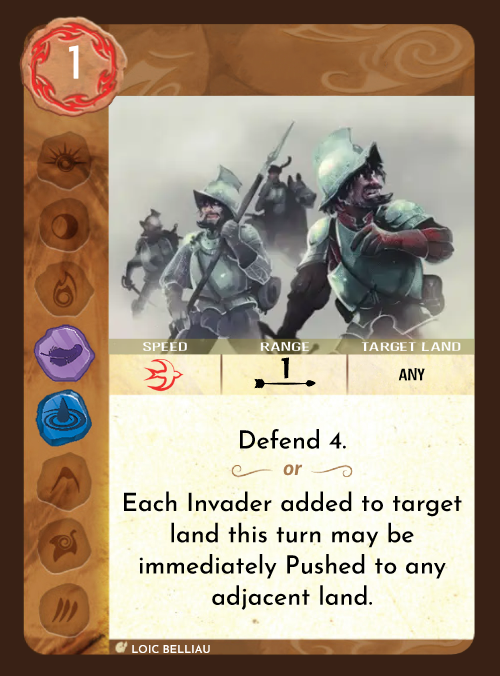 1
SPEED RANGE TARGET LAND
1 ANY
Defend 4.
or
Each Invader added to target
land this turn may be
immediately Pushed to any
adjacent land.
LOIC BELLIAU